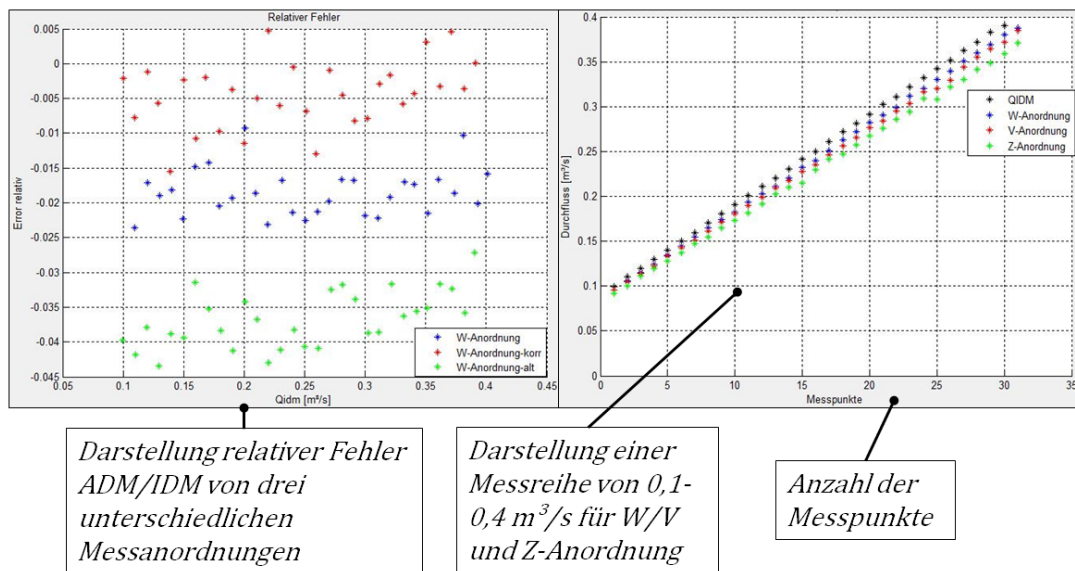 Relativer Fehler
0.005
0
-0.005
-0.01
-0.015
-0.02
-0.025
-0.03
-0.035
-0.04
-0.045
Error relativ
0.05
0.1
0.15
0.2
0.25
0.3
0.35
0.4
0.45
Qidm [m³/s]
W-Anordnung
W-Anordnung-korr
W-Anordnung-alt
0.4
0.35
0.3
0.25
0.2
0.15
0.1
0.05
0
Durchfluss [m³/s]
0
5
10
15
20
25
30
35
Messpunkte
QIDM
W-Anordnung
V-Anordnung
Z-Anordnung
Darstellung relativer Fehler
ADM/IDM von drei
unterschiedlichen
Messanordnungen
Darstellung einer
Messreihe von 0,1-
0,4 m³/s für W/V
und Z-Anordnung
Anzahl der
Messpunkte